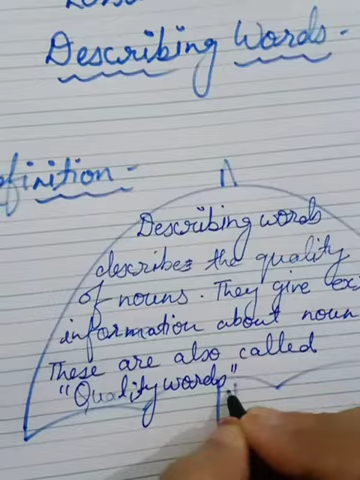 Describing Words-
finition -
Describing words
describes the quality
of nouns. They give
information about noun
These are also called
"Quality words"